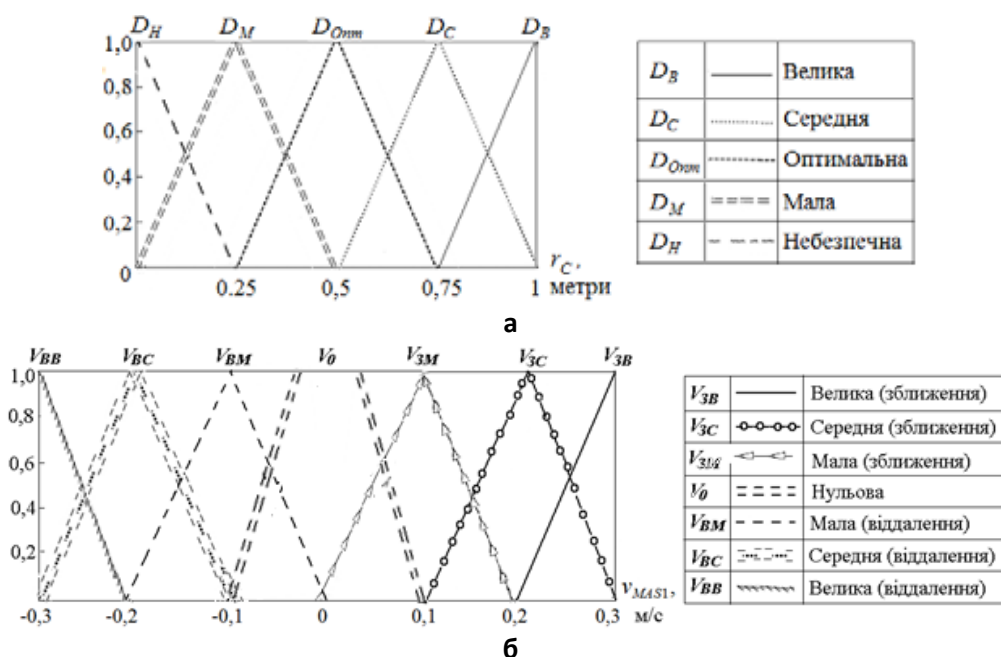 D_H D_M D_Опт D_C D_B
1,0
0,8
0,6
0,4
0,2
0
0.25 0,5 0,75 1
r_C, метри
D_B Велика
D_C Середня
D_Опт Оптимальна
D_M Мала
D_H Небезпечна
а
V_BB V_BC V_BM V_0 V_3M V_3C V_3B
1,0
0,8
0,6
0,4
0,2
-0,3 -0,2 -0,1 0 0,1 0,2 0,3
v_MAS1, м/с
V_3B Велика (зближення)
V_3C Середня (зближення)
V_3M Мала (зближення)
V_0 Нульова
V_BM Мала (віддалення)
V_BC Середня (віддалення)
V_BB Велика (віддалення)
б